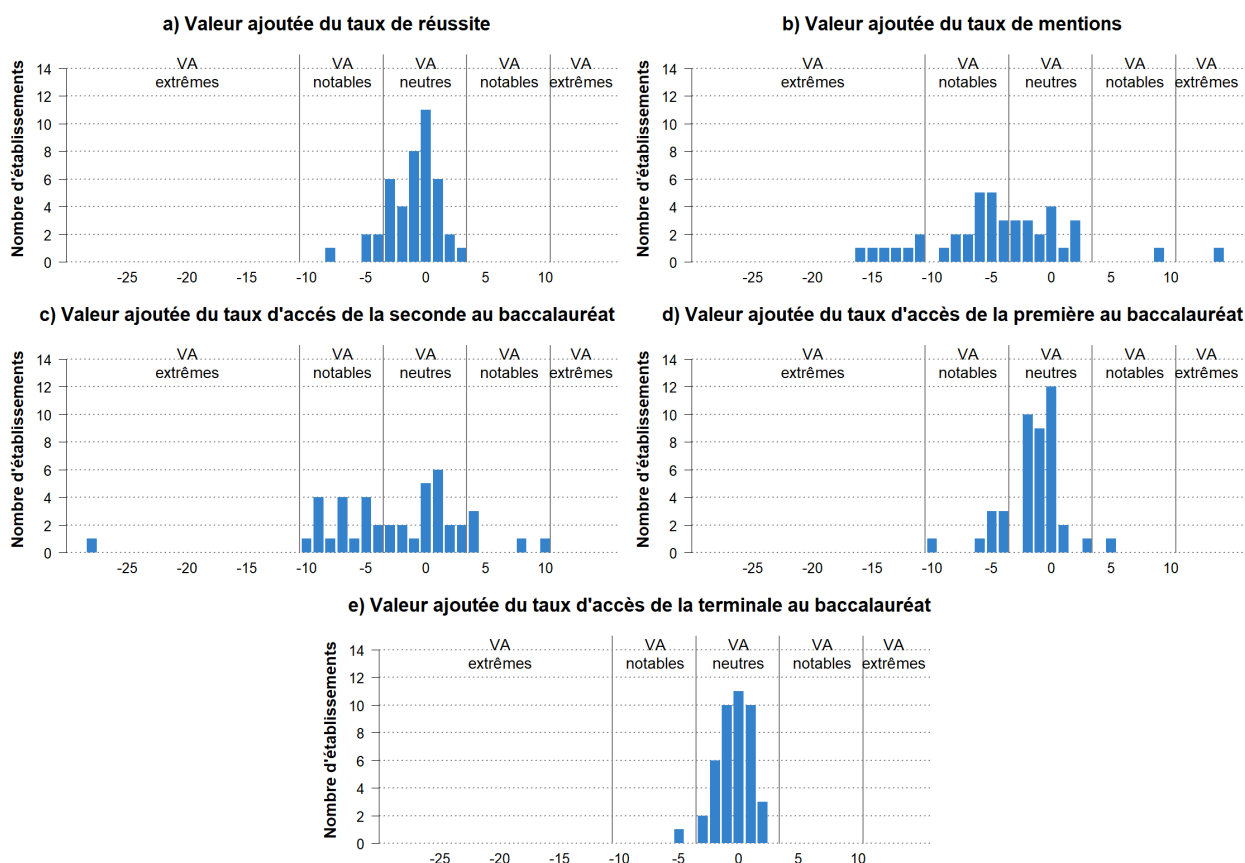 a) Valeur ajoutée du taux de réussite
VA VA VA VA VA
extrêmes notables neutres notables extrêmes
Nombre d'établissements
14
12
10
8
6
4
2
0
-25 -20 -15 -10 -5 0 5 10
b) Valeur ajoutée du taux de mentions
VA VA VA VA VA
extrêmes notables neutres notables extrêmes
Nombre d'établissements
14
12
10
8
6
4
2
0
-25 -20 -15 -10 -5 0 5 10
c) Valeur ajoutée du taux d'accés de la seconde au baccalauréat
VA VA VA VA VA
extrêmes notables neutres notables extrêmes
Nombre d'établissements
14
12
10
8
6
4
2
0
-25 -20 -15 -10 -5 0 5 10
d) Valeur ajoutée du taux d'accès de la première au baccalauréat
VA VA VA VA VA
extrêmes notables neutres notables extrêmes
Nombre d'établissements
14
12
10
8
6
4
2
0
-25 -20 -15 -10 -5 0 5 10
e) Valeur ajoutée du taux d'accès de la terminale au baccalauréat
VA VA VA VA VA
extrêmes notables neutres notables extrêmes
Nombre d'établissements
14
12
10
8
6
4
2
0
-25 -20 -15 -10 -5 0 5 10